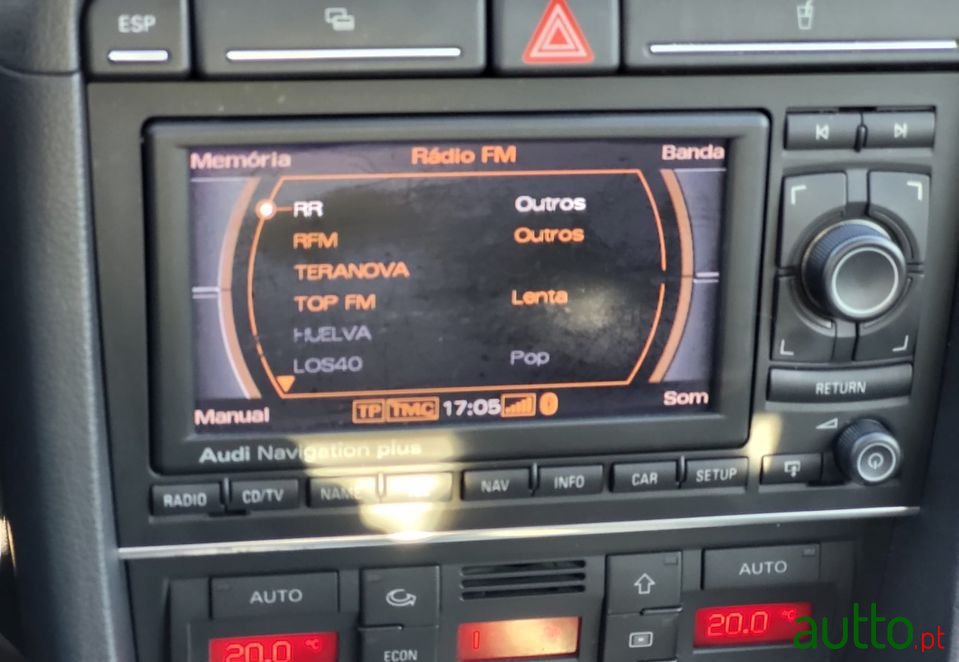 ESP
Memória Rádio FM Banda
RR Outros
RFM Outros
TERANOVA
TOP FM Lenta
HUELVA
LOS40 Pop
Manual TP TMC 17:05 Som
Audi Navigation plus
RETURN
RADIO CD/TV NAME NAV INFO CAR SETUP
AUTO AUTO
20.0 °C 20.0 °C
ECON
autto.pt